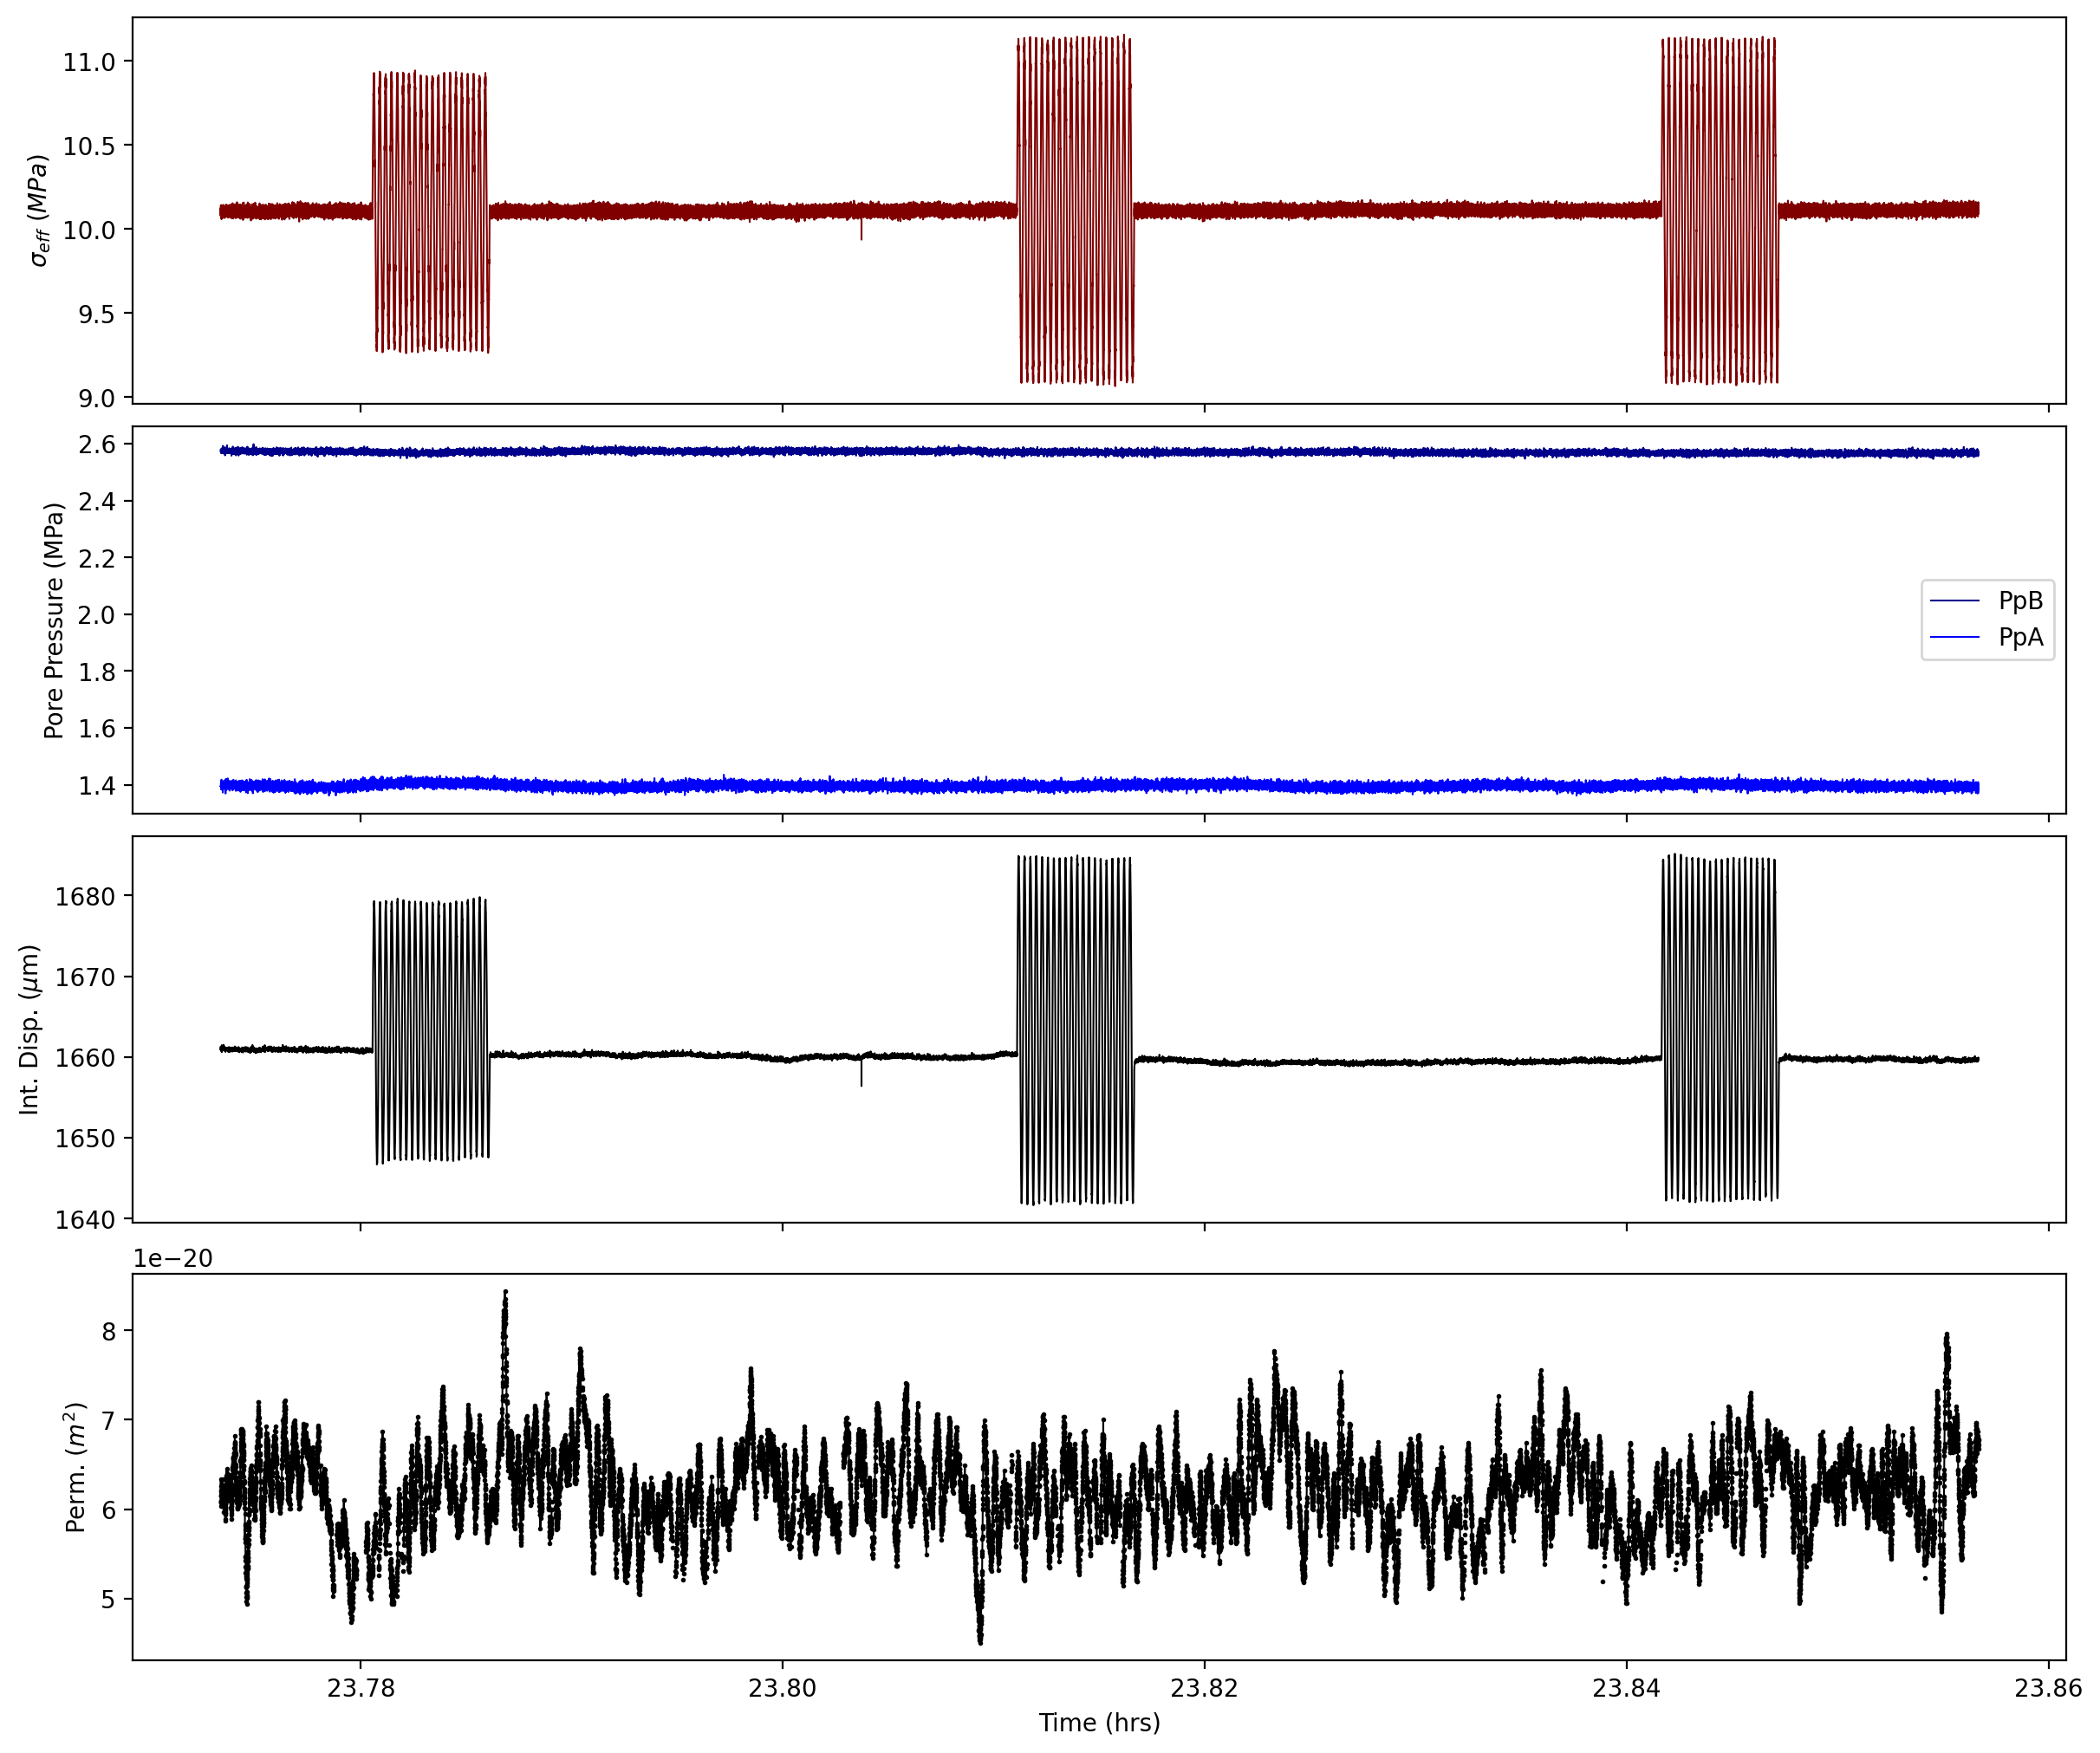 11.0
10.5
10.0
9.5
9.0
σeff (MPa)
2.6
2.4
2.2
2.0
1.8
1.6
1.4
Pore Pressure (MPa)
PpB
PpA
1680
1670
1660
1650
1640
Int. Disp. (μm)
1e−20
8
7
6
5
Perm. (m²)
23.78 23.80 23.82 23.84 23.86
Time (hrs)